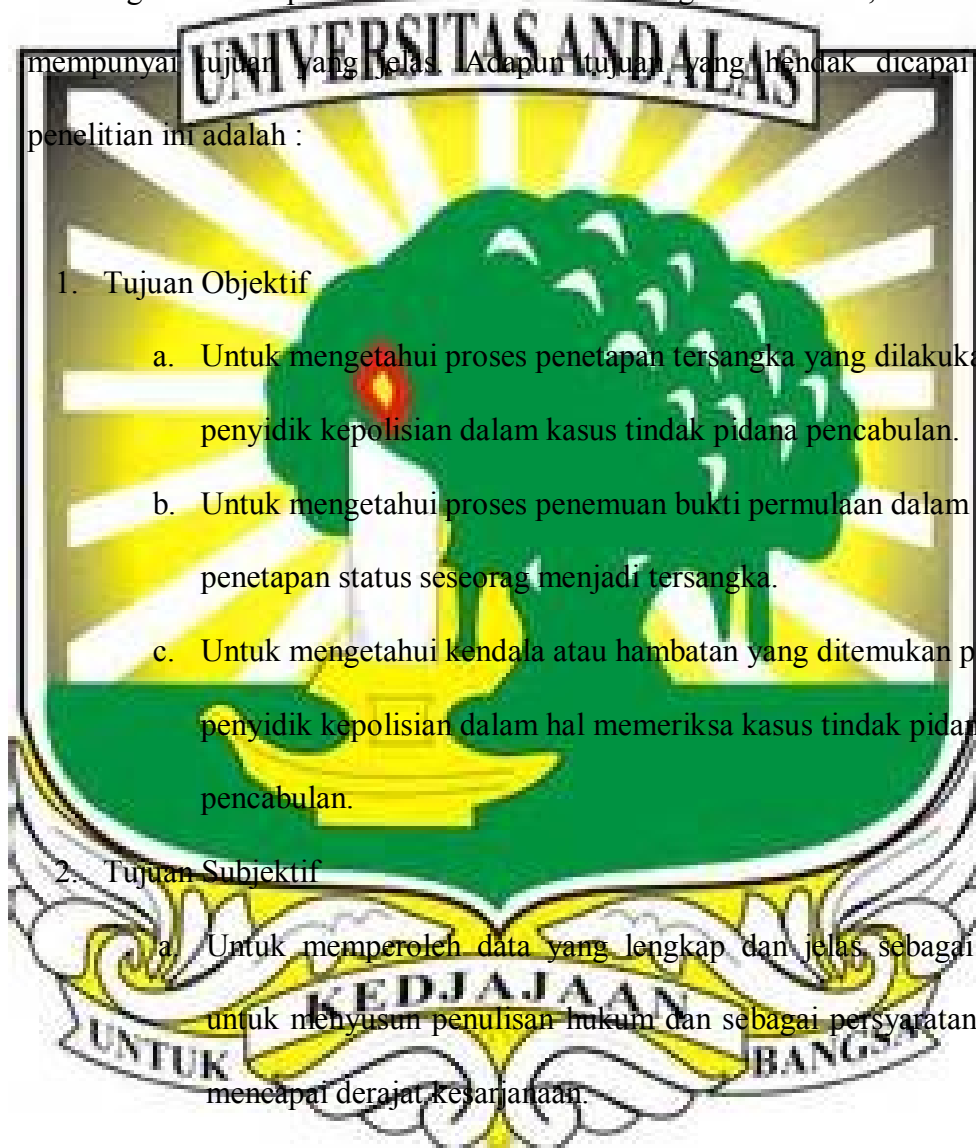 UNIVERSITAS ANDALAS
mempunyai tujuan yang jelas. Adapun tujuan yang hendak dicapai
penelitian ini adalah :
1. Tujuan Objektif
a. Untuk mengetahui proses penetapan tersangka yang dilakuka
penyidik kepolisian dalam kasus tindak pidana pencabulan.
b. Untuk mengetahui proses penemuan bukti permulaan dalam
penetapan status seseorag menjadi tersangka.
c. Untuk mengetahui kendala atau hambatan yang ditemukan p
penyidik kepolisian dalam hal memeriksa kasus tindak pidan
pencabulan.
2. Tujuan Subjektif
a. Untuk memperoleh data yang lengkap dan jelas sebagai
untuk menyusun penulisan hukum dan sebagai persyaratan
mencapai derajat kesarjanaan.
UNTUK KEDJAJAAN BANGSA